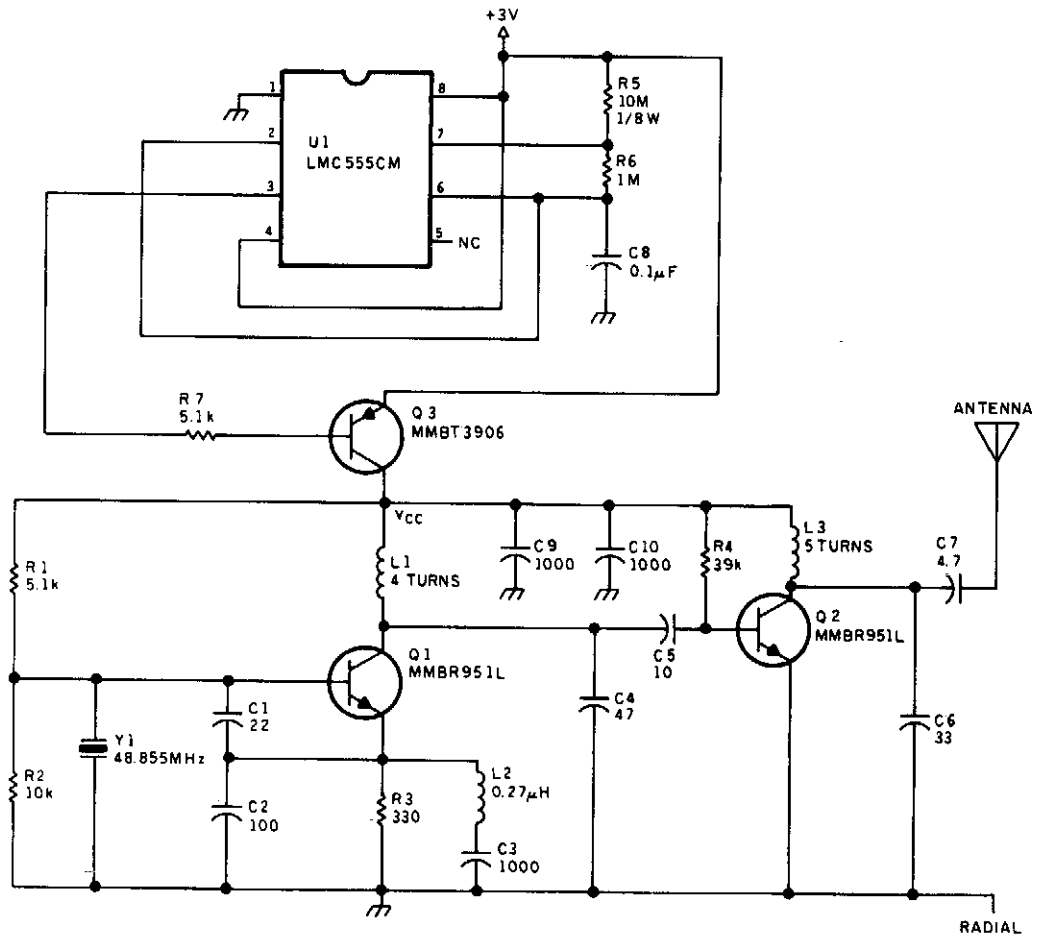 +3V
1
2
3
4
8
7
6
5
U1
LMC555CM
NC
R5
10M
1/8W
R6
1M
C8
0.1µF
R7
5.1k
Q3
MMBT3906
ANTENNA
VCC
L1
4 TURNS
C9
1000
C10
1000
R4
39k
L3
5 TURNS
C7
4.7
R1
5.1k
Q1
MMBR951L
C5
10
Q2
MMBR951L
C1
22
C4
47
Y1
48.855MHz
C6
33
R2
10k
C2
100
R3
330
L2
0.27µH
C3
1000
RADIAL